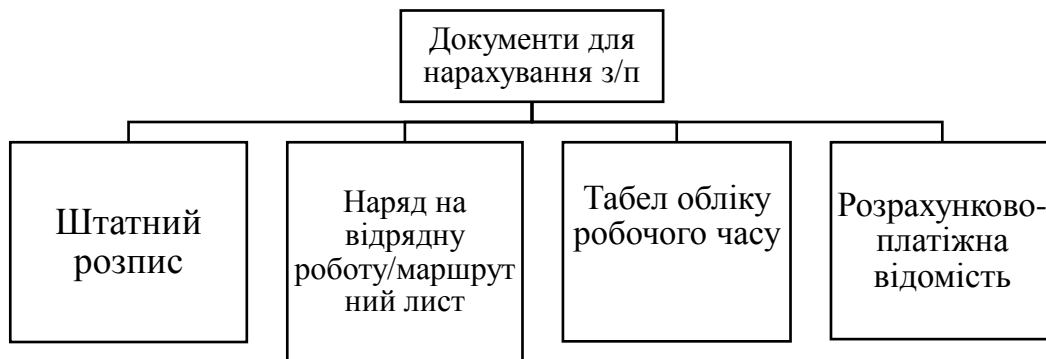 Документи для
нарахування з/п
Штатний
розпис
Наряд на
відрядну
роботу/маршрут
ний лист
Табел обліку
робочого часу
Розрахунково-
платіжна
відомість